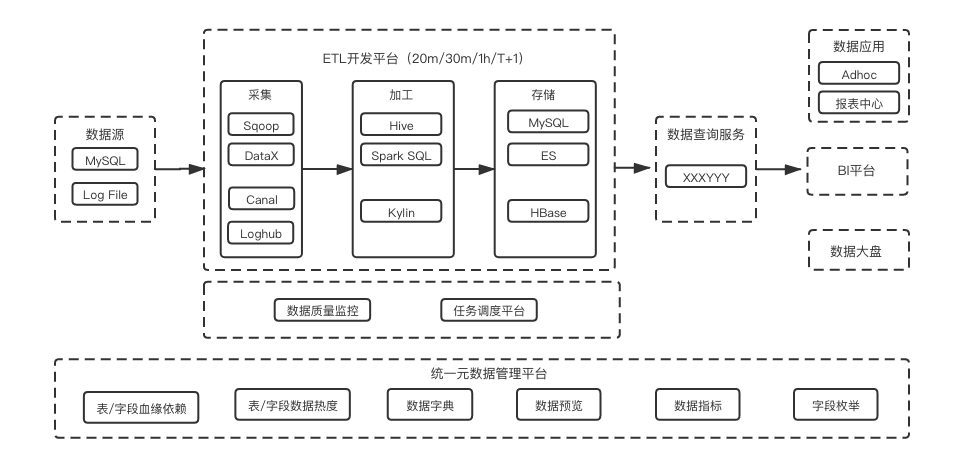 数据源
MySQL
Log File
ETL开发平台（20m/30m/1h/T+1）
采集
Sqoop
DataX
Canal
Loghub
加工
Hive
Spark SQL
Kylin
存储
MySQL
ES
HBase
数据查询服务
XXXYYY
数据应用
Adhoc
报表中心
BI平台
数据大盘
数据质量监控
任务调度平台
统一元数据管理平台
表/字段血缘依赖
表/字段数据热度
数据字典
数据预览
数据指标
字段枚举